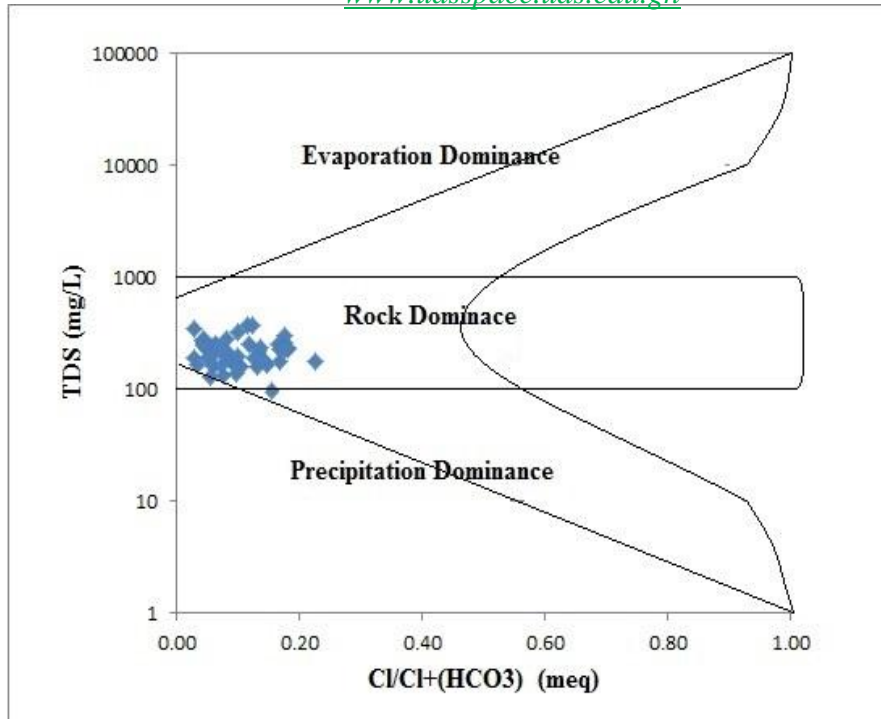 100000
10000
1000
100
10
1
TDS (mg/L)
Evaporation Dominance
Rock Dominace
Precipitation Dominance
0.00 0.20 0.40 0.60 0.80 1.00
Cl/Cl+(HCO3) (meq)